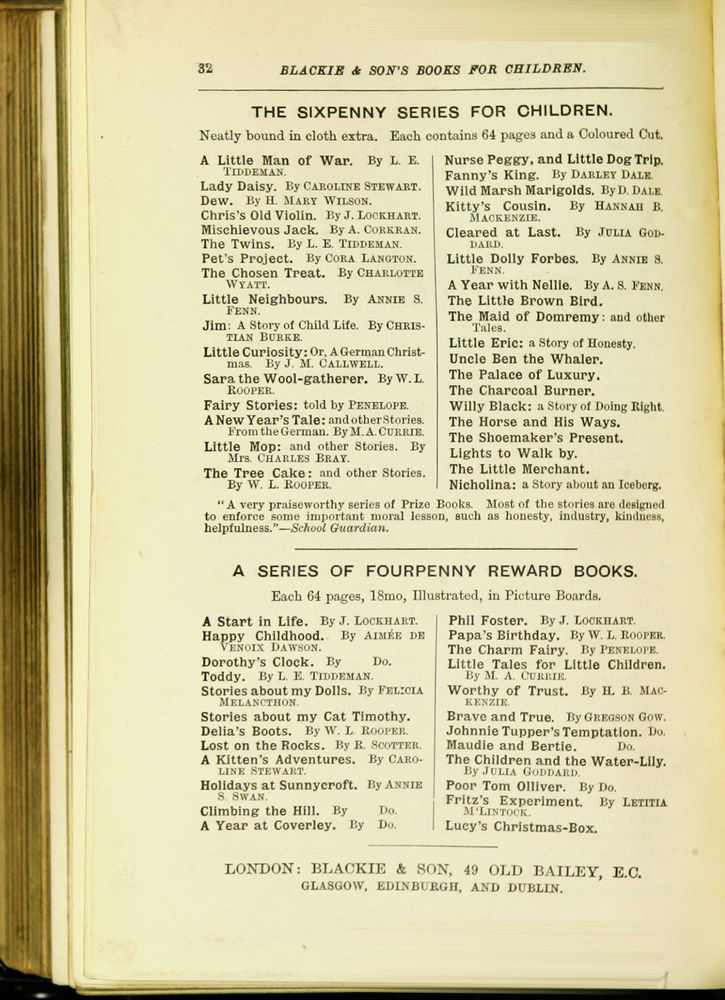 32 BLACKIE & SON'S BOOKS FOR CHILDREN.
THE SIXPENNY SERIES FOR CHILDREN.
Neatly bound in cloth extra. Each contains 64 pages and a Coloured Cut.
A Little Man of War. By L. E.
TIDDEMAN.
Lady Daisy. By CAROLINE STEWART.
Dew. By H. MARY WILSON.
Chris's Old Violin. By J. LOCKHART.
Mischievous Jack. By A. CORKRAN.
The Twins. By L. E. TIDDEMAN.
Pet's Project. By CORA LANGTON.
The Chosen Treat. By CHARLOTTE
WYATT.
Little Neighbours. By ANNIE S.
FENN.
Jim: A Story of Child Life. By CHRIS-
TIAN BURKE.
Little Curiosity: Or, A German Christ-
mas. By J. M. CALLWELL.
Sara the Wool-gatherer. By W. L.
ROOPER.
Fairy Stories: told by PENELOPE.
A New Year's Tale: and other Stories.
From the German. By M. A. CURRIE.
Little Mop: and other Stories. By
Mrs. CHARLES BRAY.
The Tree Cake: and other Stories.
By W. L. ROOPER.
Nurse Peggy, and Little Dog Trip.
Fanny's King. By DARLEY DALE.
Wild Marsh Marigolds. By D. DALE.
Kitty's Cousin. By HANNAH B.
MACKENZIE.
Cleared at Last. By JULIA GOD-
DARD.
Little Dolly Forbes. By ANNIE S.
FENN.
A Year with Nellie. By A. S. FENN.
The Little Brown Bird.
The Maid of Domremy: and other
Tales.
Little Eric: a Story of Honesty.
Uncle Ben the Whaler.
The Palace of Luxury.
The Charcoal Burner.
Willy Black: a Story of Doing Right.
The Horse and His Ways.
The Shoemaker's Present.
Lights to Walk by.
The Little Merchant.
Nicholina: a Story about an Iceberg.
"A very praiseworthy series of Prize Books. Most of the stories are designed
to enforce some important moral lesson, such as honesty, industry, kindness,
helpfulness."—School Guardian.
A SERIES OF FOURPENNY REWARD BOOKS.
Each 64 pages, 18mo, Illustrated, in Picture Boards.
A Start in Life. By J. LOCKHART.
Happy Childhood. By AIMÉE DE
VENOIX DAWSON.
Dorothy's Clock. By Do.
Toddy. By L. E. TIDDEMAN.
Stories about my Dolls. By FELICIA
MELANCTHON.
Stories about my Cat Timothy.
Delia's Boots. By W. L. ROOPER.
Lost on the Rocks. By R. SCOTTER.
A Kitten's Adventures. By CARO-
LINE STEWART.
Holidays at Sunnycroft. By ANNIE
S. SWAN.
Climbing the Hill. By Do.
A Year at Coverley. By Do.
Phil Foster. By J. LOCKHART.
Papa's Birthday. By W. L. ROOPER.
The Charm Fairy. By PENELOPE.
Little Tales for Little Children.
By M. A. CURRIE.
Worthy of Trust. By H. B. MAC-
KENZIE.
Brave and True. By GREGSON GOW.
Johnnie Tupper's Temptation. Do.
Maudie and Bertie. Do.
The Children and the Water-Lily.
By JULIA GODDARD.
Poor Tom Olliver. By Do.
Fritz's Experiment. By LETITIA
M'LINTOCK.
Lucy's Christmas-Box.
LONDON: BLACKIE & SON, 49 OLD BAILEY, E.C.
GLASGOW, EDINBURGH, AND DUBLIN.